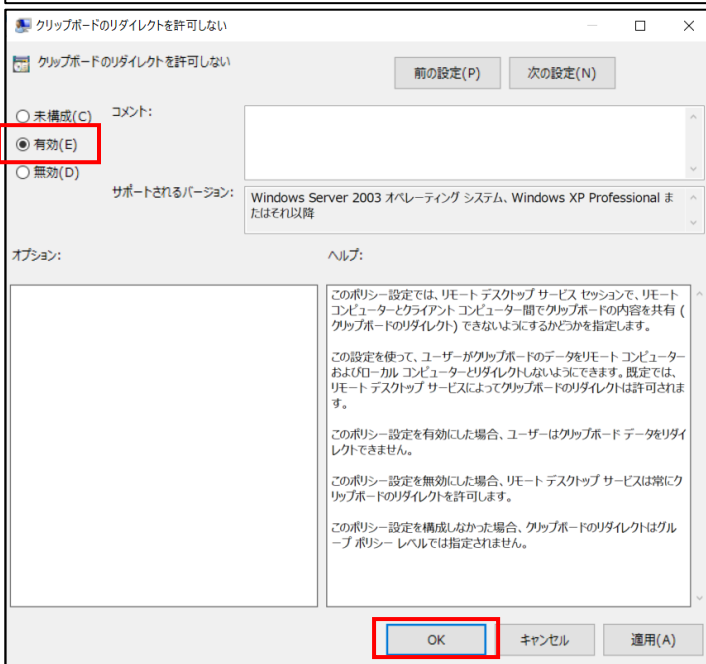 クリップボードのリダイレクトを許可しない
クリップボードのリダイレクトを許可しない
前の設定(P)
次の設定(N)
未構成(C)
コメント:
有効(E)
無効(D)
サポートされるバージョン:
Windows Server 2003 オペレーティング システム、Windows XP Professional ま
たはそれ以降
オプション:
ヘルプ:
このポリシー設定では、リモート デスクトップ サービス セッションで、リモート
コンピューターとクライアント コンピューター間でクリップボードの内容を共有 (
クリップボードのリダイレクト) できないようにするかどうかを指定します。
この設定を使って、ユーザーがクリップボードのデータをリモート コンピューター
およびローカル コンピューターとリダイレクトしないようにできます。既定では、
リモート デスクトップ サービスによってクリップボードのリダイレクトは許可されま
す。
このポリシー設定を有効にした場合、ユーザーはクリップボード データをリダイ
レクトできません。
このポリシー設定を無効にした場合、リモート デスクトップ サービスは常にク
リップボードのリダイレクトを許可します。
このポリシー設定を構成しなかった場合、クリップボードのリダイレクトはグル
ープ ポリシー レベルでは指定されません。
OK
キャンセル
適用(A)